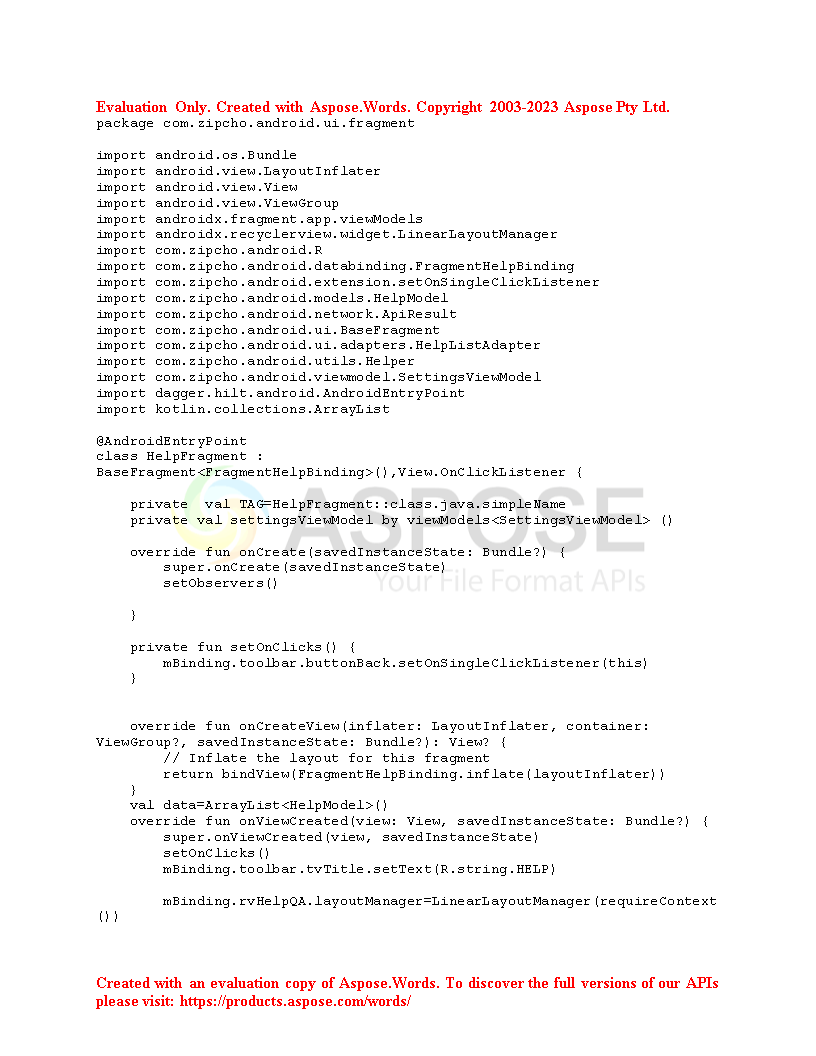 Evaluation Only. Created with Aspose.Words. Copyright 2003-2023 Aspose Pty Ltd.
package com.zipcho.android.ui.fragment
import android.os.Bundle
import android.view.LayoutInflater
import android.view.View
import android.view.ViewGroup
import androidx.fragment.app.viewModels
import androidx.recyclerview.widget.LinearLayoutManager
import com.zipcho.android.R
import com.zipcho.android.databinding.FragmentHelpBinding
import com.zipcho.android.extension.setOnSingleClickListener
import com.zipcho.android.models.HelpModel
import com.zipcho.android.network.ApiResult
import com.zipcho.android.ui.BaseFragment
import com.zipcho.android.ui.adapters.HelpListAdapter
import com.zipcho.android.utils.Helper
import com.zipcho.android.viewmodel.SettingsViewModel
import dagger.hilt.android.AndroidEntryPoint
import kotlin.collections.ArrayList
@AndroidEntryPoint
class HelpFragment :
BaseFragment<FragmentHelpBinding>(),View.OnClickListener {
    private  val TAG=HelpFragment::class.java.simpleName
    private val settingsViewModel by viewModels<SettingsViewModel> ()
ASPOSE
    override fun onCreate(savedInstanceState: Bundle?) {
        super.onCreate(savedInstanceState)
        setObservers()
Your File Format APIs
    }
    private fun setOnClicks() {
        mBinding.toolbar.buttonBack.setOnSingleClickListener(this)
    }
    override fun onCreateView(inflater: LayoutInflater, container:
ViewGroup?, savedInstanceState: Bundle?): View? {
        // Inflate the layout for this fragment
        return bindView(FragmentHelpBinding.inflate(layoutInflater))
    }
    val data=ArrayList<HelpModel>()
    override fun onViewCreated(view: View, savedInstanceState: Bundle?) {
        super.onViewCreated(view, savedInstanceState)
        setOnClicks()
        mBinding.toolbar.tvTitle.setText(R.string.HELP)
        mBinding.rvHelpQA.layoutManager=LinearLayoutManager(requireContext
())
Created with an evaluation copy of Aspose.Words. To discover the full versions of our APIs
please visit: https://products.aspose.com/words/